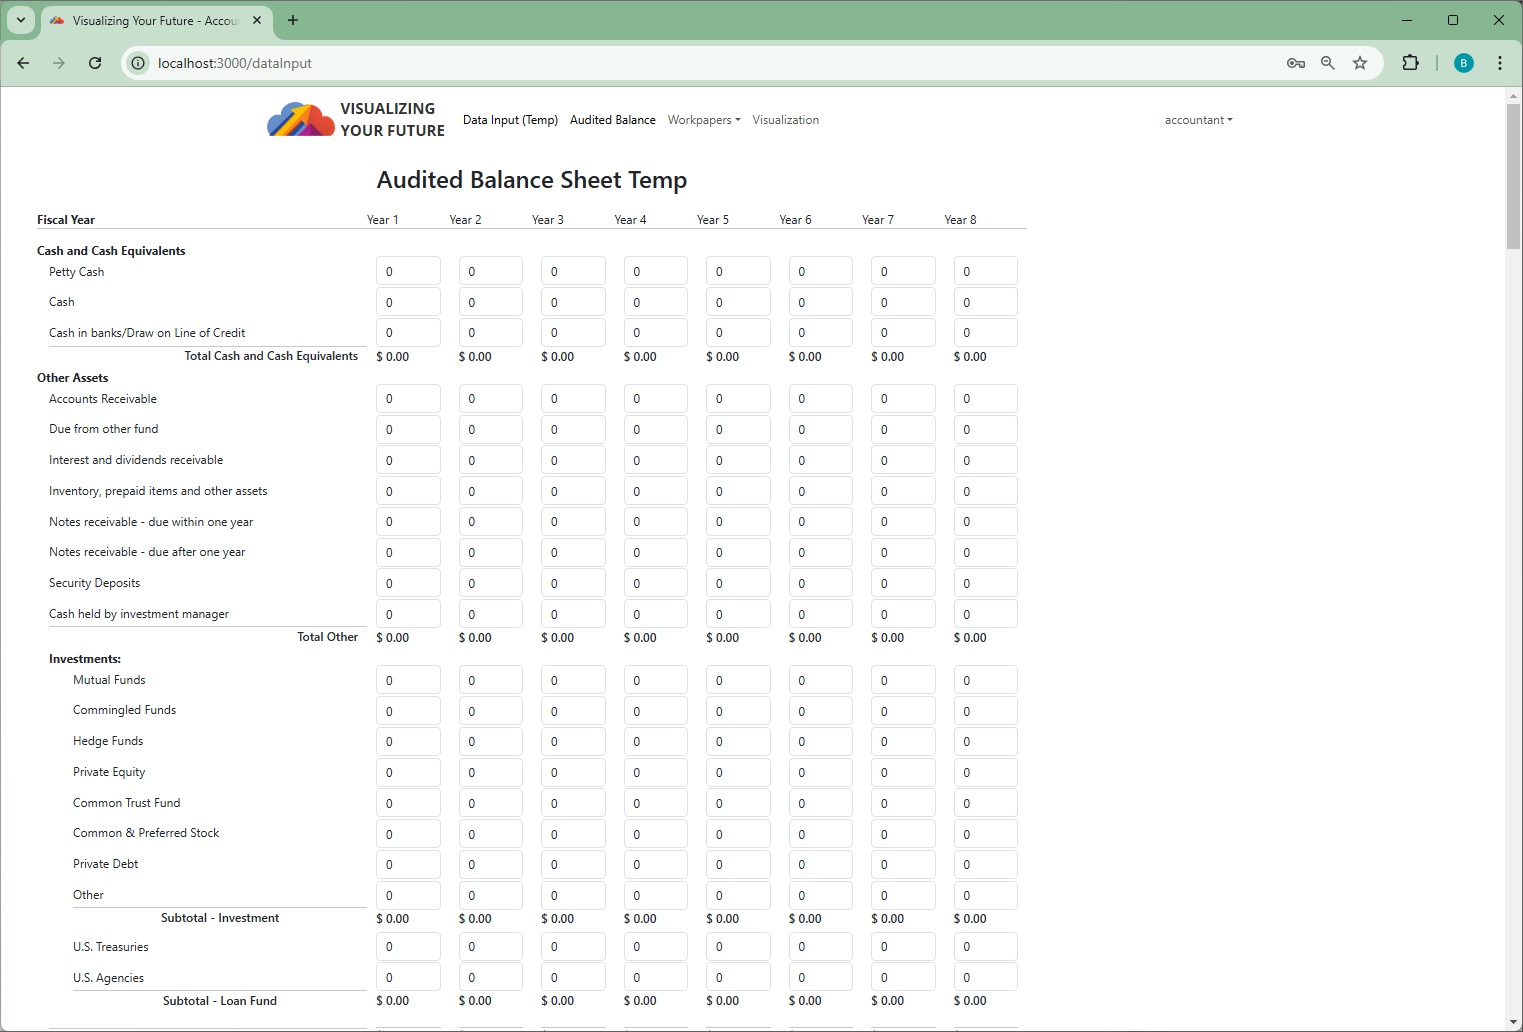 Visualizing Your Future - Accou
localhost:3000/dataInput
B
VISUALIZING
YOUR FUTURE
Data Input (Temp) Audited Balance Workpapers Visualization accountant
Audited Balance Sheet Temp
Fiscal Year Year 1 Year 2 Year 3 Year 4 Year 5 Year 6 Year 7 Year 8
Cash and Cash Equivalents
Petty Cash 0 0 0 0 0 0 0 0
Cash 0 0 0 0 0 0 0 0
Cash in banks/Draw on Line of Credit 0 0 0 0 0 0 0 0
Total Cash and Cash Equivalents $ 0.00 $ 0.00 $ 0.00 $ 0.00 $ 0.00 $ 0.00 $ 0.00 $ 0.00
Other Assets
Accounts Receivable 0 0 0 0 0 0 0 0
Due from other fund 0 0 0 0 0 0 0 0
Interest and dividends receivable 0 0 0 0 0 0 0 0
Inventory, prepaid items and other assets 0 0 0 0 0 0 0 0
Notes receivable - due within one year 0 0 0 0 0 0 0 0
Notes receivable - due after one year 0 0 0 0 0 0 0 0
Security Deposits 0 0 0 0 0 0 0 0
Cash held by investment manager 0 0 0 0 0 0 0 0
Total Other $ 0.00 $ 0.00 $ 0.00 $ 0.00 $ 0.00 $ 0.00 $ 0.00 $ 0.00
Investments:
Mutual Funds 0 0 0 0 0 0 0 0
Commingled Funds 0 0 0 0 0 0 0 0
Hedge Funds 0 0 0 0 0 0 0 0
Private Equity 0 0 0 0 0 0 0 0
Common Trust Fund 0 0 0 0 0 0 0 0
Common & Preferred Stock 0 0 0 0 0 0 0 0
Private Debt 0 0 0 0 0 0 0 0
Other 0 0 0 0 0 0 0 0
Subtotal - Investment $ 0.00 $ 0.00 $ 0.00 $ 0.00 $ 0.00 $ 0.00 $ 0.00 $ 0.00
U.S. Treasuries 0 0 0 0 0 0 0 0
U.S. Agencies 0 0 0 0 0 0 0 0
Subtotal - Loan Fund $ 0.00 $ 0.00 $ 0.00 $ 0.00 $ 0.00 $ 0.00 $ 0.00 $ 0.00